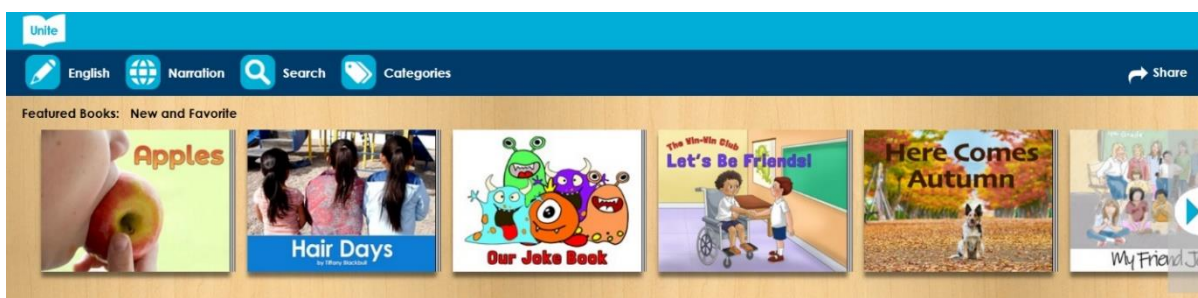 Unite
English Narration Search Categories Share
Featured Books: New and Favorite
Apples
Hair Days
by Tiffany Blackbull
Our Joke Book
The Vin-Vin Club
Let's Be Friends!
Here Comes
Autumn
My Friend